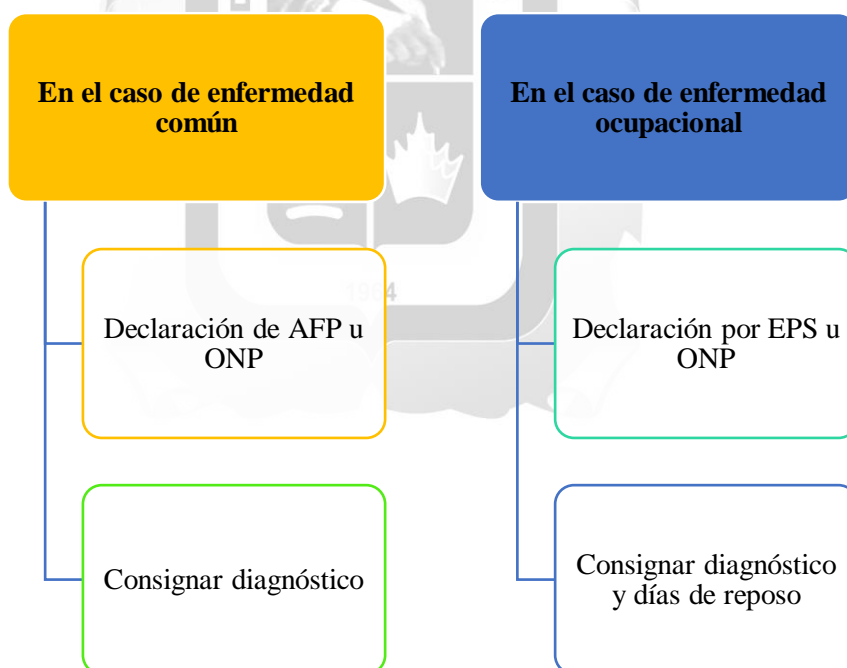 En el caso de enfermedad
común
Declaración de AFP u
ONP
Consignar diagnóstico
En el caso de enfermedad
ocupacional
Declaración por EPS u
ONP
Consignar diagnóstico
y días de reposo
1964